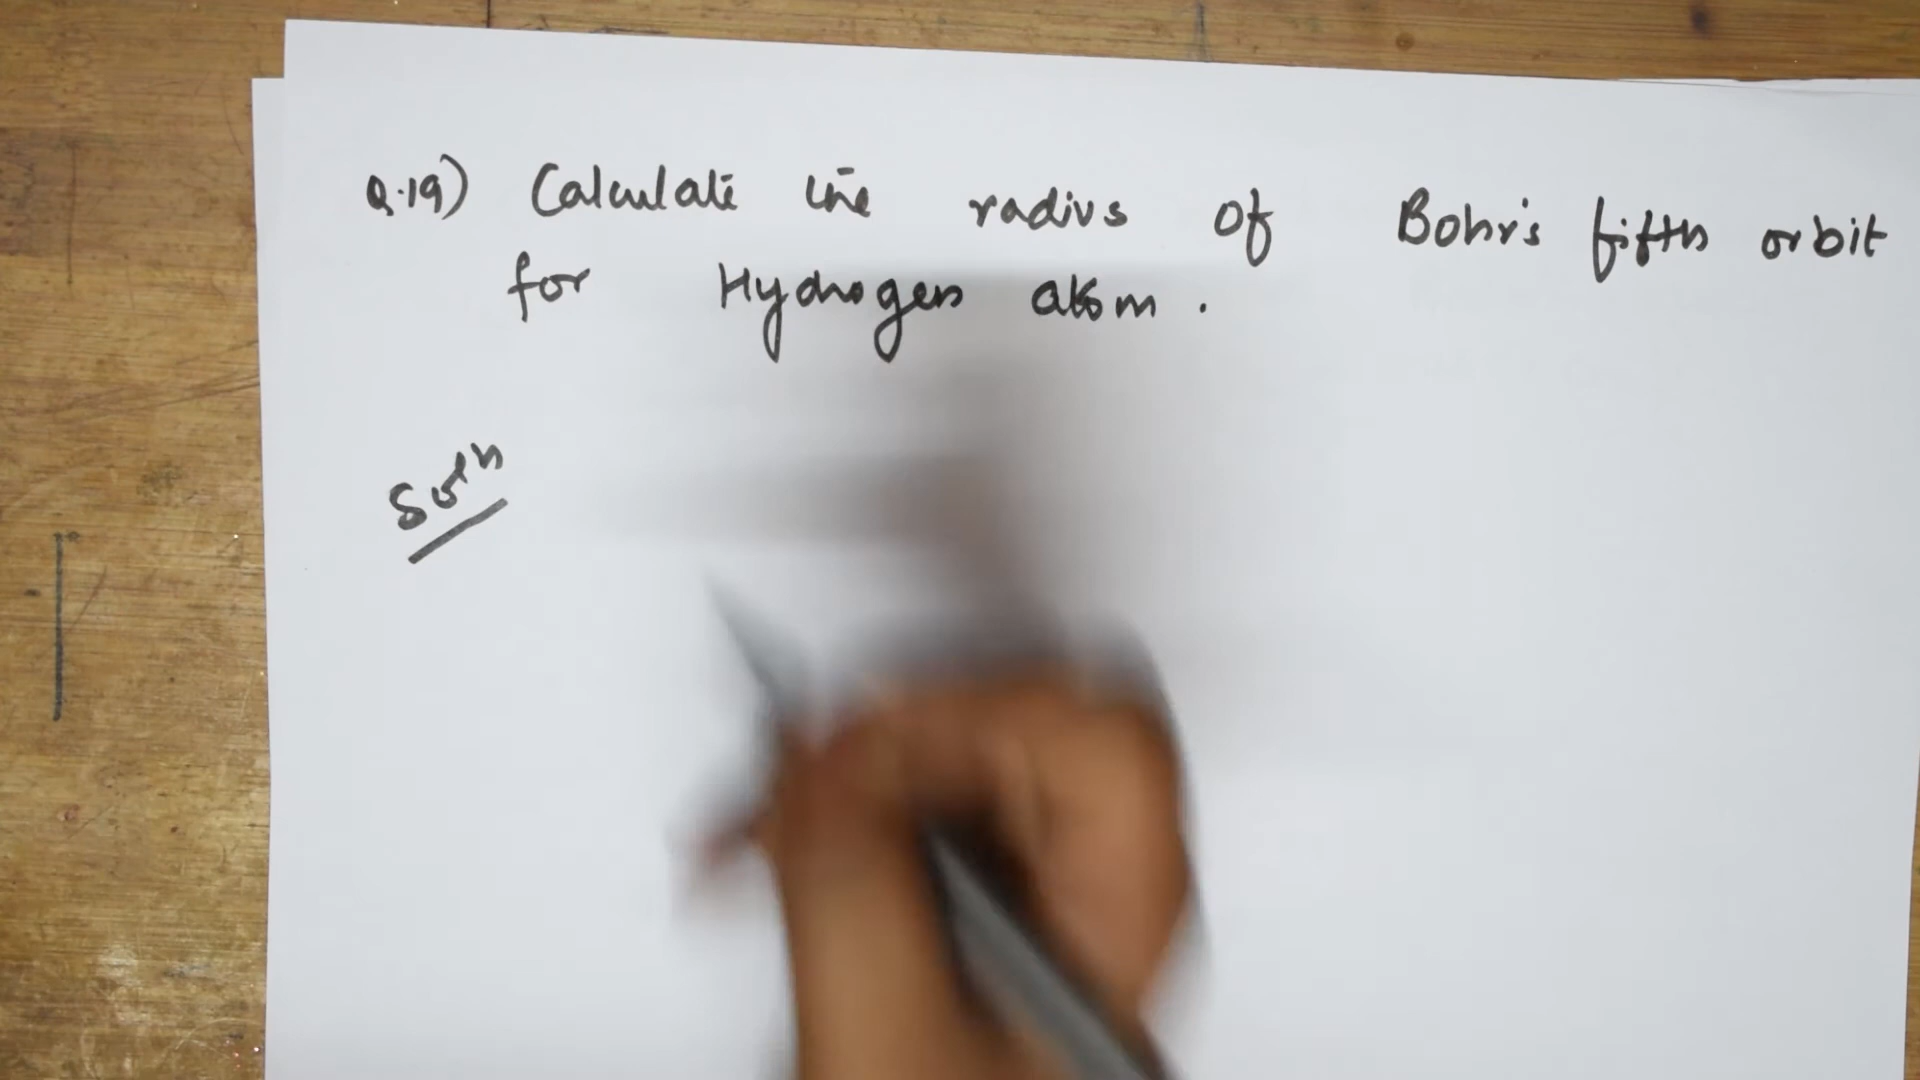 Q.19) Calculate the radius of Bohr's fifth orbit
for Hydrogen atom.
Soln